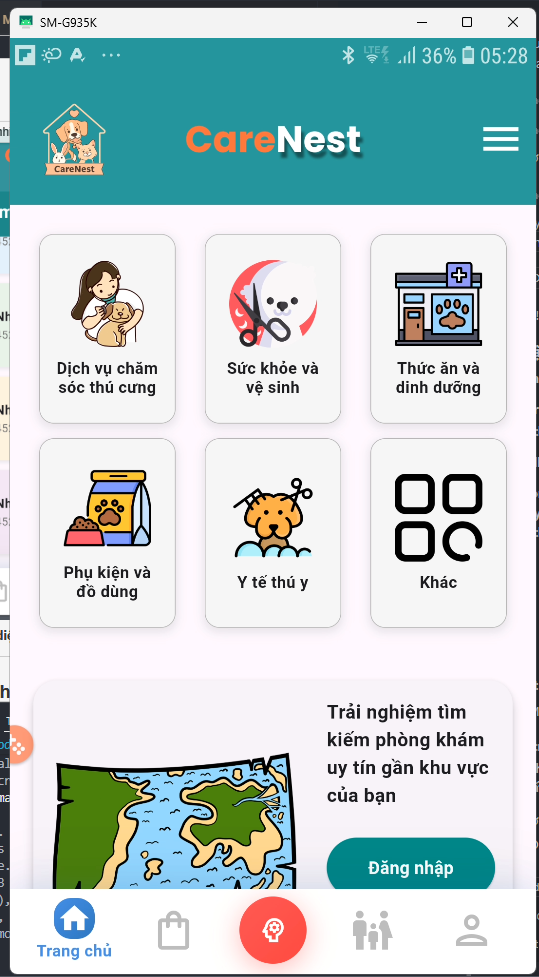 SM-G935K
LTE 36% 05:28
CareNest
CareNest
Dịch vụ chăm
sóc thú cưng
Sức khỏe và
vệ sinh
Thức ăn và
dinh dưỡng
Phụ kiện và
đồ dùng
Y tế thú y
Khác
Trải nghiệm tìm
kiếm phòng khám
uy tín gần khu vực
của bạn
Đăng nhập
Trang chủ